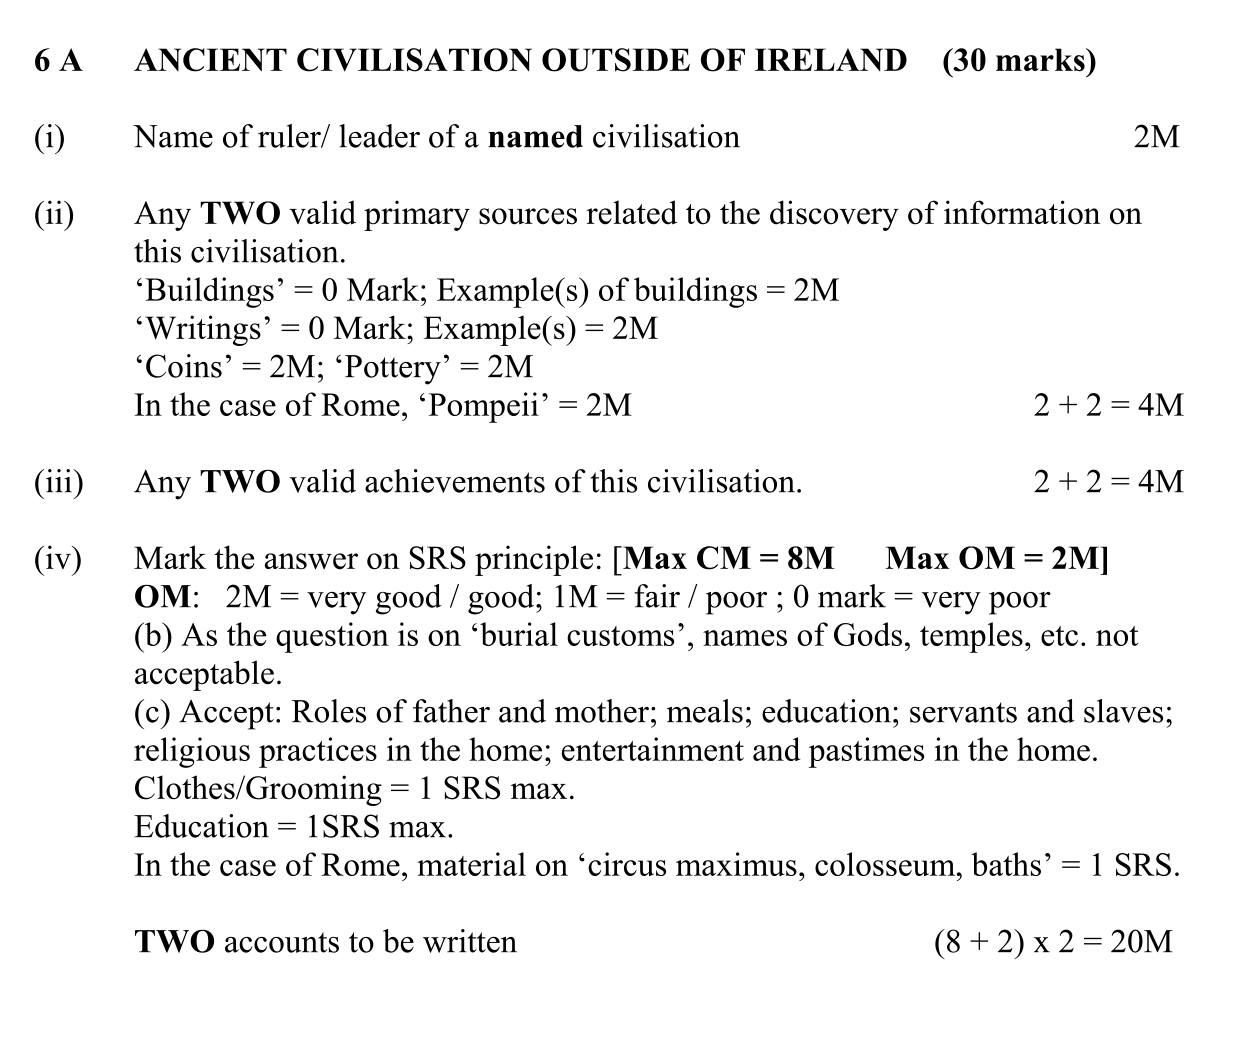 6 A ANCIENT CIVILISATION OUTSIDE OF IRELAND (30 marks)
(i) Name of ruler/ leader of a named civilisation 2M
(ii) Any TWO valid primary sources related to the discovery of information on
this civilisation.
‘Buildings’ = 0 Mark; Example(s) of buildings = 2M
‘Writings’ = 0 Mark; Example(s) = 2M
‘Coins’ = 2M; ‘Pottery’ = 2M
In the case of Rome, ‘Pompeii’ = 2M 2 + 2 = 4M
(iii) Any TWO valid achievements of this civilisation. 2 + 2 = 4M
(iv) Mark the answer on SRS principle: [Max CM = 8M Max OM = 2M]
OM: 2M = very good / good; 1M = fair / poor ; 0 mark = very poor
(b) As the question is on ‘burial customs’, names of Gods, temples, etc. not
acceptable.
(c) Accept: Roles of father and mother; meals; education; servants and slaves;
religious practices in the home; entertainment and pastimes in the home.
Clothes/Grooming = 1 SRS max.
Education = 1SRS max.
In the case of Rome, material on ‘circus maximus, colosseum, baths’ = 1 SRS.
TWO accounts to be written (8 + 2) x 2 = 20M